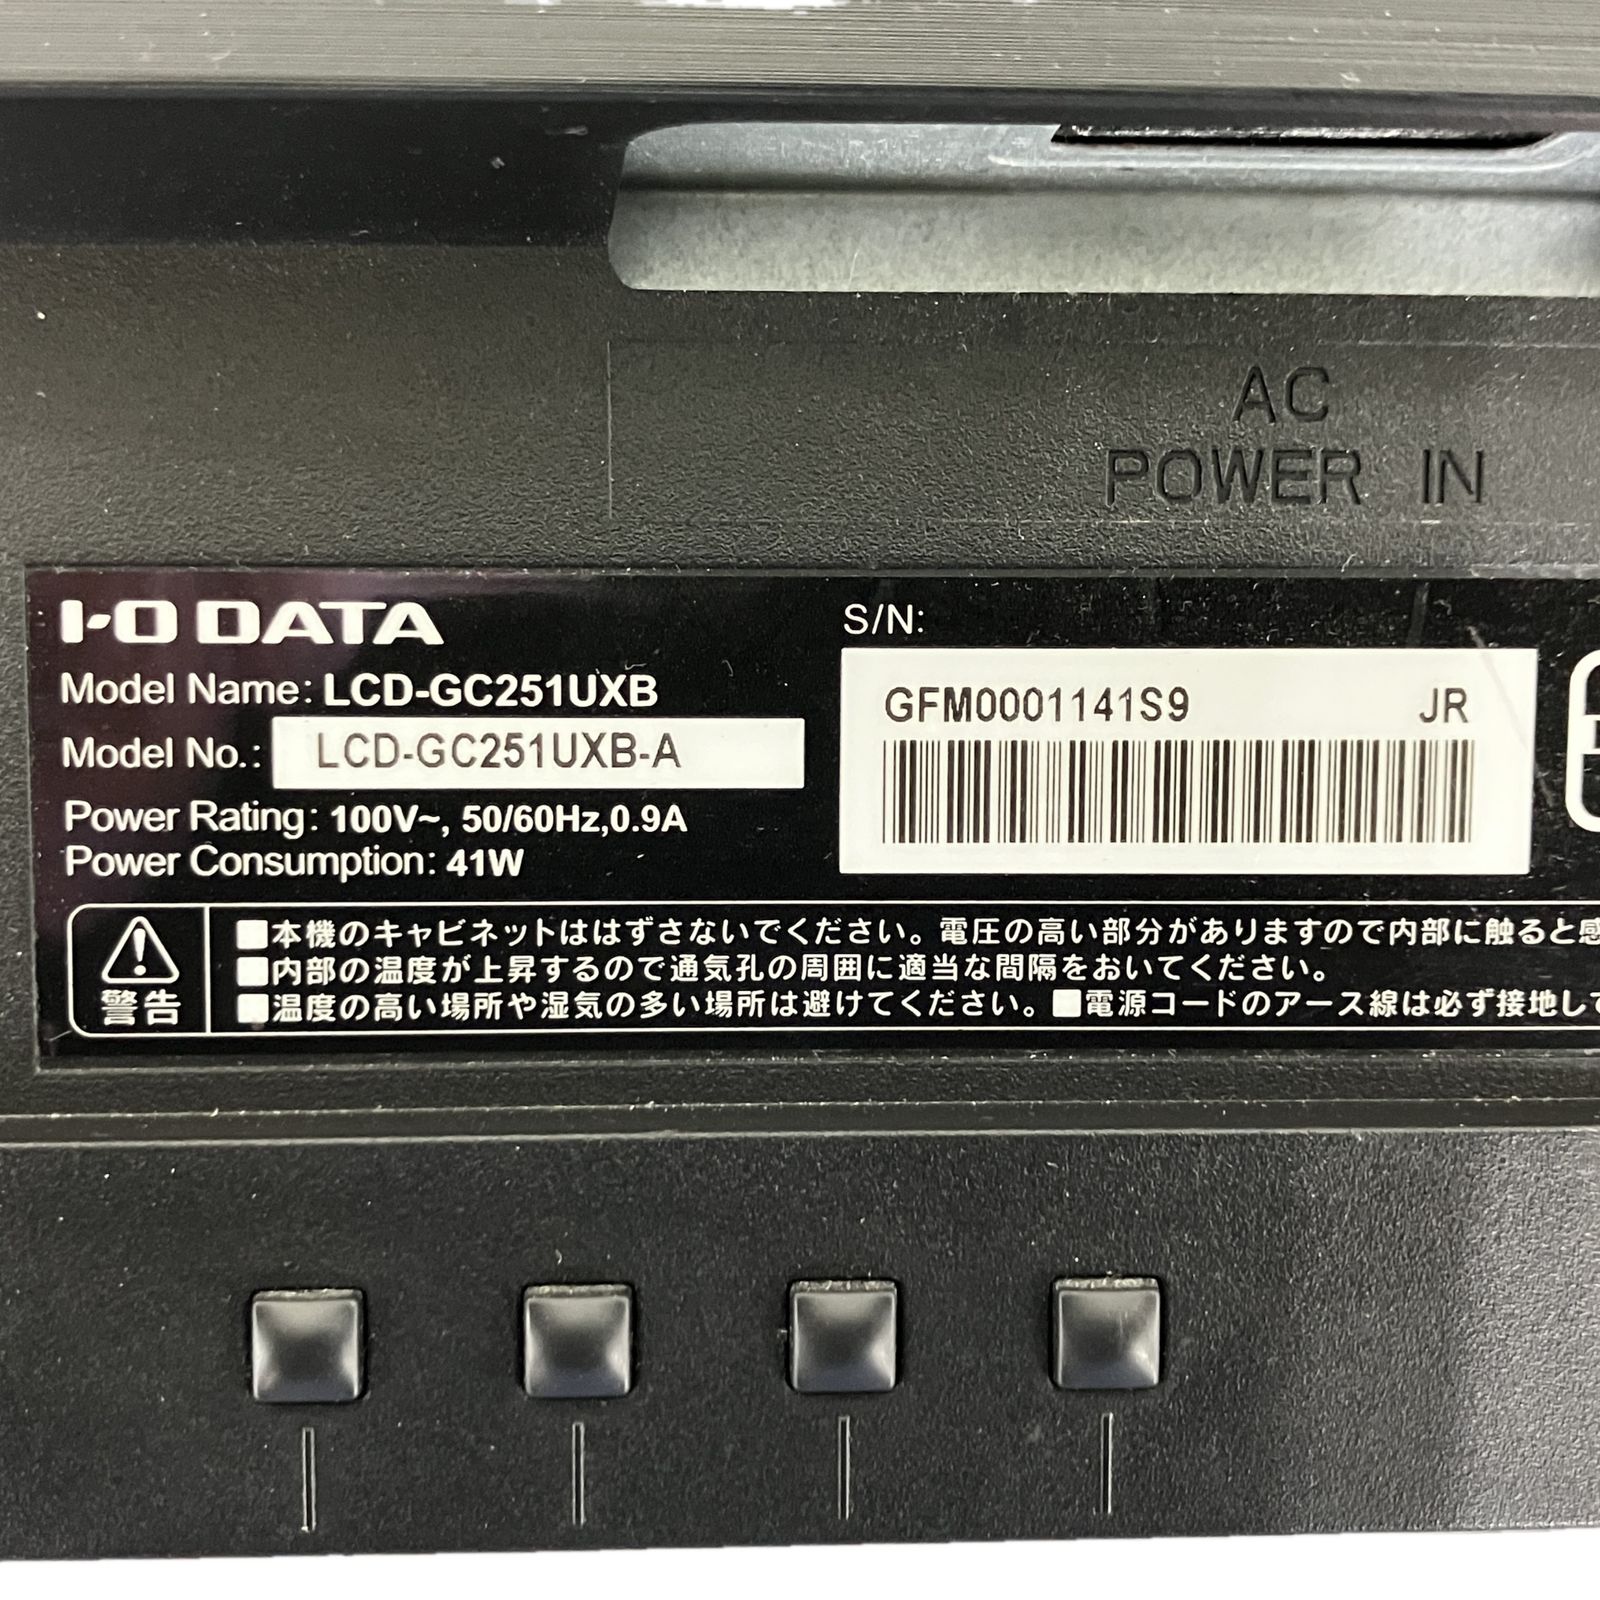 AC
POWER IN
I-O DATA
Model Name: LCD-GC251UXB
Model No.: LCD-GC251UXB-A
Power Rating: 100V~, 50/60Hz,0.9A
Power Consumption: 41W
S/N:
GFM0001141S9 JR
警告
■本機のキャビネットははずさないでください。電圧の高い部分がありますので内部に触ると感
■内部の温度が上昇するので通気孔の周囲に適当な間隔をおいてください。
■温度の高い場所や湿気の多い場所は避けてください。■電源コードのアース線は必ず接地して